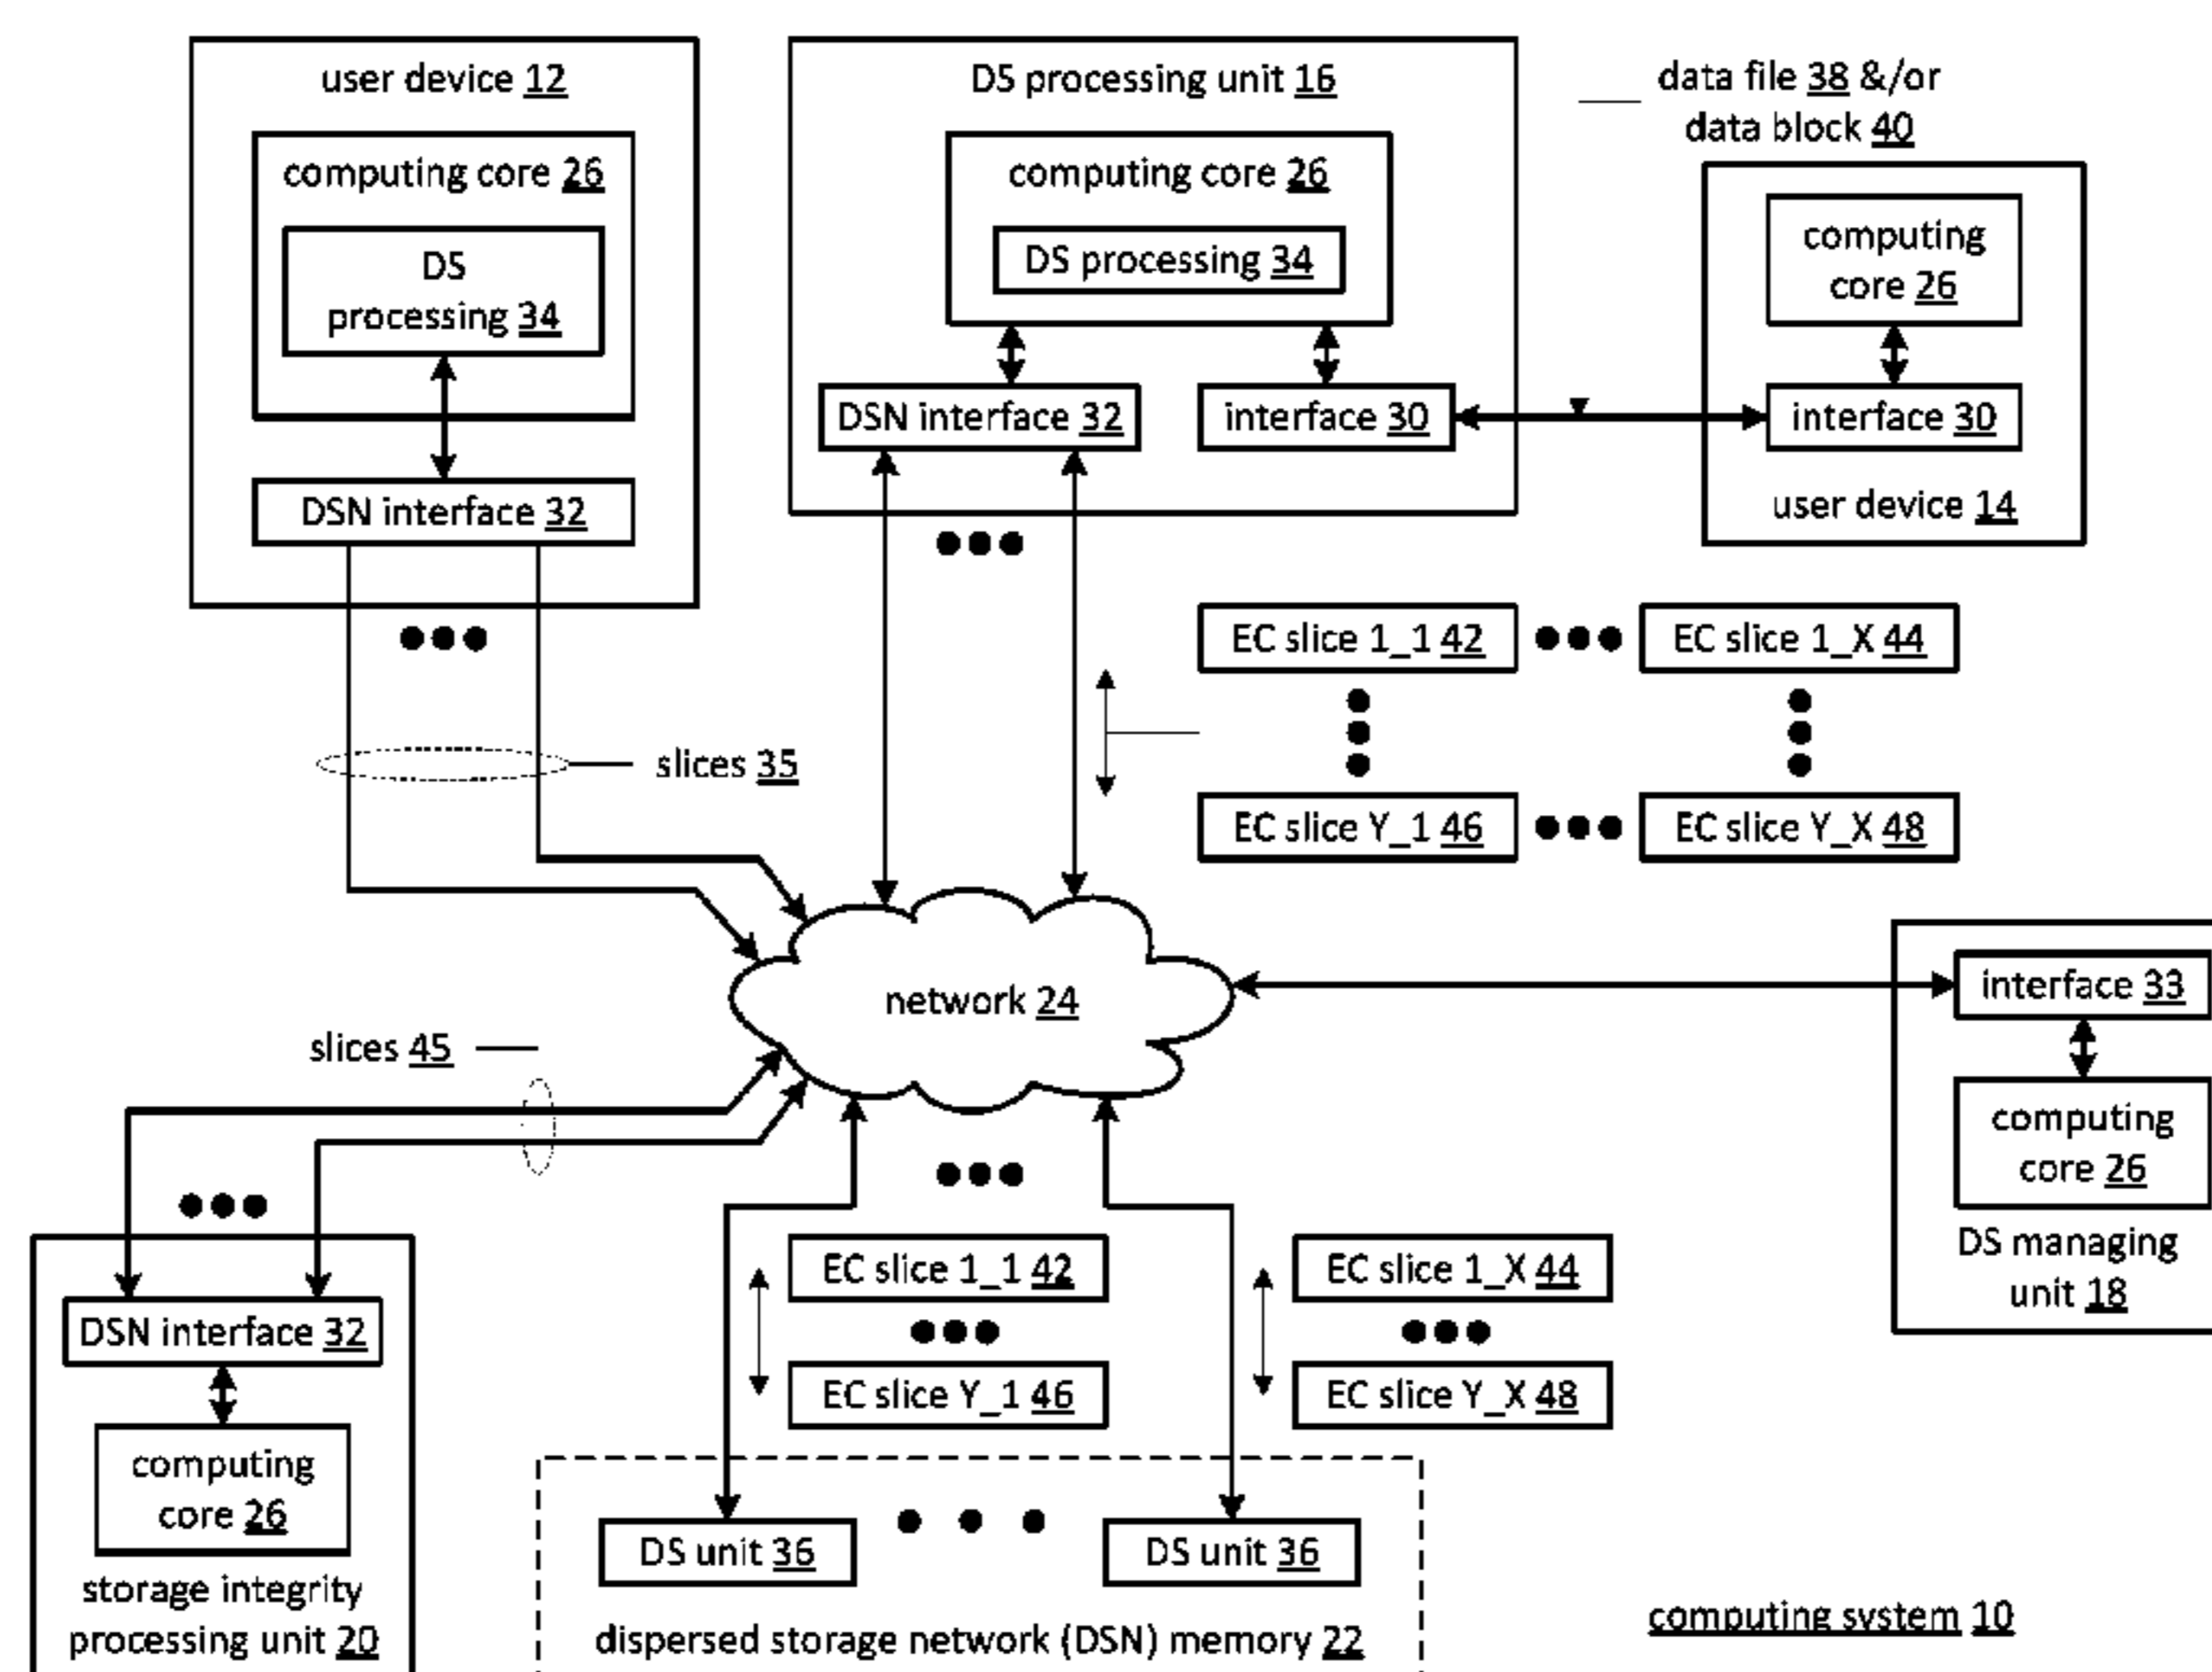 user device 12
computing core 26
DS
processing 34
DSN interface 32
DS processing unit 16
computing core 26
DS processing 34
DSN interface 32
interface 30
data file 38 &/or
data block 40
computing
core 26
interface 30
user device 14
EC slice 1_1 42
EC slice 1_X 44
EC slice Y_1 46
EC slice Y_X 48
slices 35
network 24
interface 33
computing
core 26
DS managing
unit 18
slices 45
DSN interface 32
computing
core 26
storage integrity
processing unit 20
EC slice 1_1 42
EC slice 1_X 44
EC slice Y_1 46
EC slice Y_X 48
DS unit 36
DS unit 36
dispersed storage network (DSN) memory 22
computing system 10